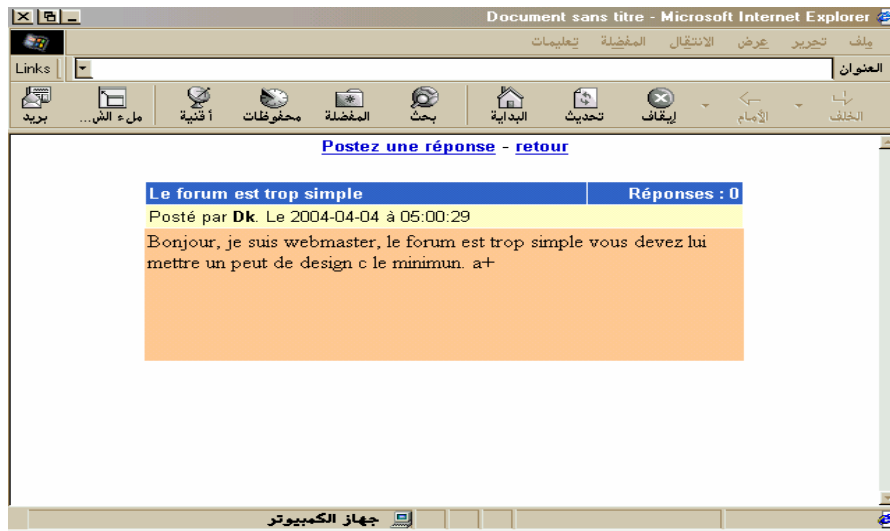 Document sans titre - Microsoft Internet Explorer
ملف تحرير عرض الانتقال المفضلة تعليمات
العنوان
Links
الخلف الأمام إيقاف تحديث البداية بحث المفضلة محفوظات أقنية ملء الش... بريد
Postez une réponse - retour
Le forum est trop simple Réponses : 0
Posté par Dk. Le 2004-04-04 à 05:00:29
Bonjour, je suis webmaster, le forum est trop simple vous devez lui
mettre un peut de design c le minimun. a+
جهاز الكمبيوتر